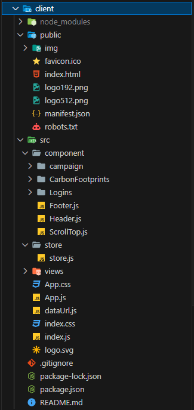 client
node_modules
public
img
favicon.ico
index.html
logo192.png
logo512.png
manifest.json
robots.txt
src
component
campaign
CarbonFootprints
Logins
Footer.js
Header.js
ScrollTop.js
store
store.js
views
App.css
App.js
dataUrl.js
index.css
index.js
logo.svg
.gitignore
package-lock.json
package.json
README.md